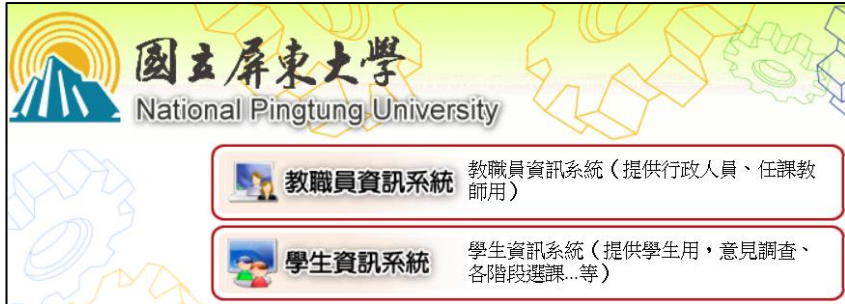 國立屏東大學
National Pingtung University
教職員資訊系統
教職員資訊系統（提供行政人員、任課教
師用）
學生資訊系統
學生資訊系統（提供學生用，意見調查、
各階段選課...等）